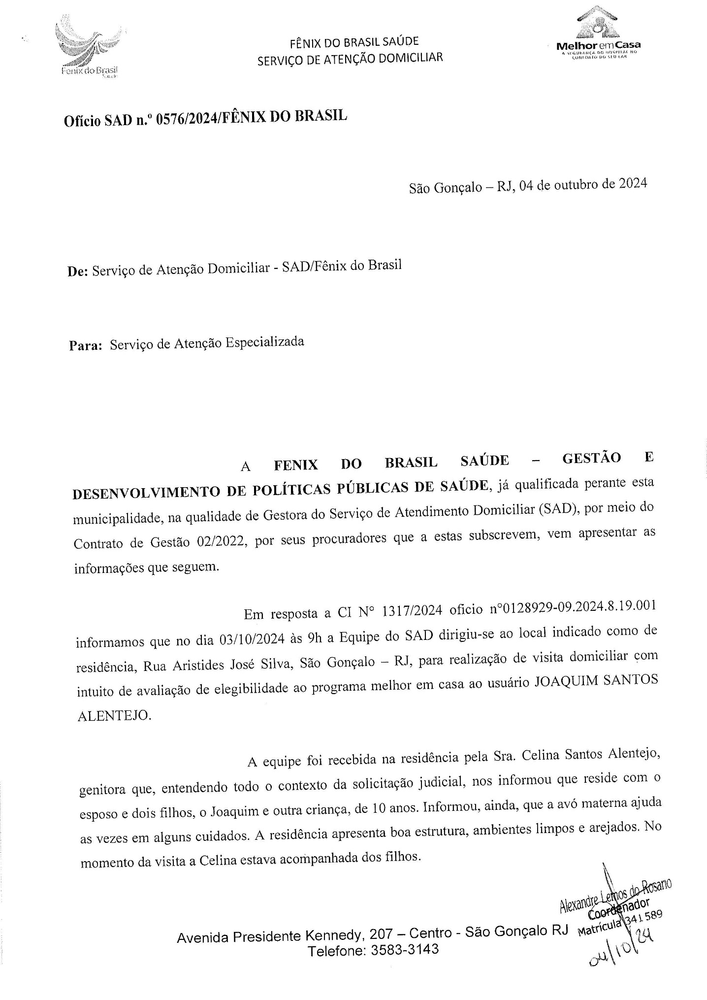 Fenix do Brasil
Saúde
FÊNIX DO BRASIL SAÚDE
SERVIÇO DE ATENÇÃO DOMICILIAR
Melhor em Casa
A SEGURANÇA DO HOSPITAL NO
CONFORTO DO SEU LAR
Ofício SAD n.º 0576/2024/FÊNIX DO BRASIL
São Gonçalo – RJ, 04 de outubro de 2024
De: Serviço de Atenção Domiciliar - SAD/Fênix do Brasil
Para: Serviço de Atenção Especializada
A FENIX DO BRASIL SAÚDE – GESTÃO E
DESENVOLVIMENTO DE POLÍTICAS PÚBLICAS DE SAÚDE, já qualificada perante esta
municipalidade, na qualidade de Gestora do Serviço de Atendimento Domiciliar (SAD), por meio do
Contrato de Gestão 02/2022, por seus procuradores que a estas subscrevem, vem apresentar as
informações que seguem.
Em resposta a CI N° 1317/2024 oficio n°0128929-09.2024.8.19.001
informamos que no dia 03/10/2024 às 9h a Equipe do SAD dirigiu-se ao local indicado como de
residência, Rua Aristides José Silva, São Gonçalo – RJ, para realização de visita domiciliar com
intuito de avaliação de elegibilidade ao programa melhor em casa ao usuário JOAQUIM SANTOS
ALENTEJO.
A equipe foi recebida na residência pela Sra. Celina Santos Alentejo,
genitora que, entendendo todo o contexto da solicitação judicial, nos informou que reside com o
esposo e dois filhos, o Joaquim e outra criança, de 10 anos. Informou, ainda, que a avó materna ajuda
as vezes em alguns cuidados. A residência apresenta boa estrutura, ambientes limpos e arejados. No
momento da visita a Celina estava acompanhada dos filhos.
Alexandre Lemos do Rosario
Coordenador
Matrícula 341 589
04/10/24
Avenida Presidente Kennedy, 207 – Centro - São Gonçalo RJ
Telefone: 3583-3143